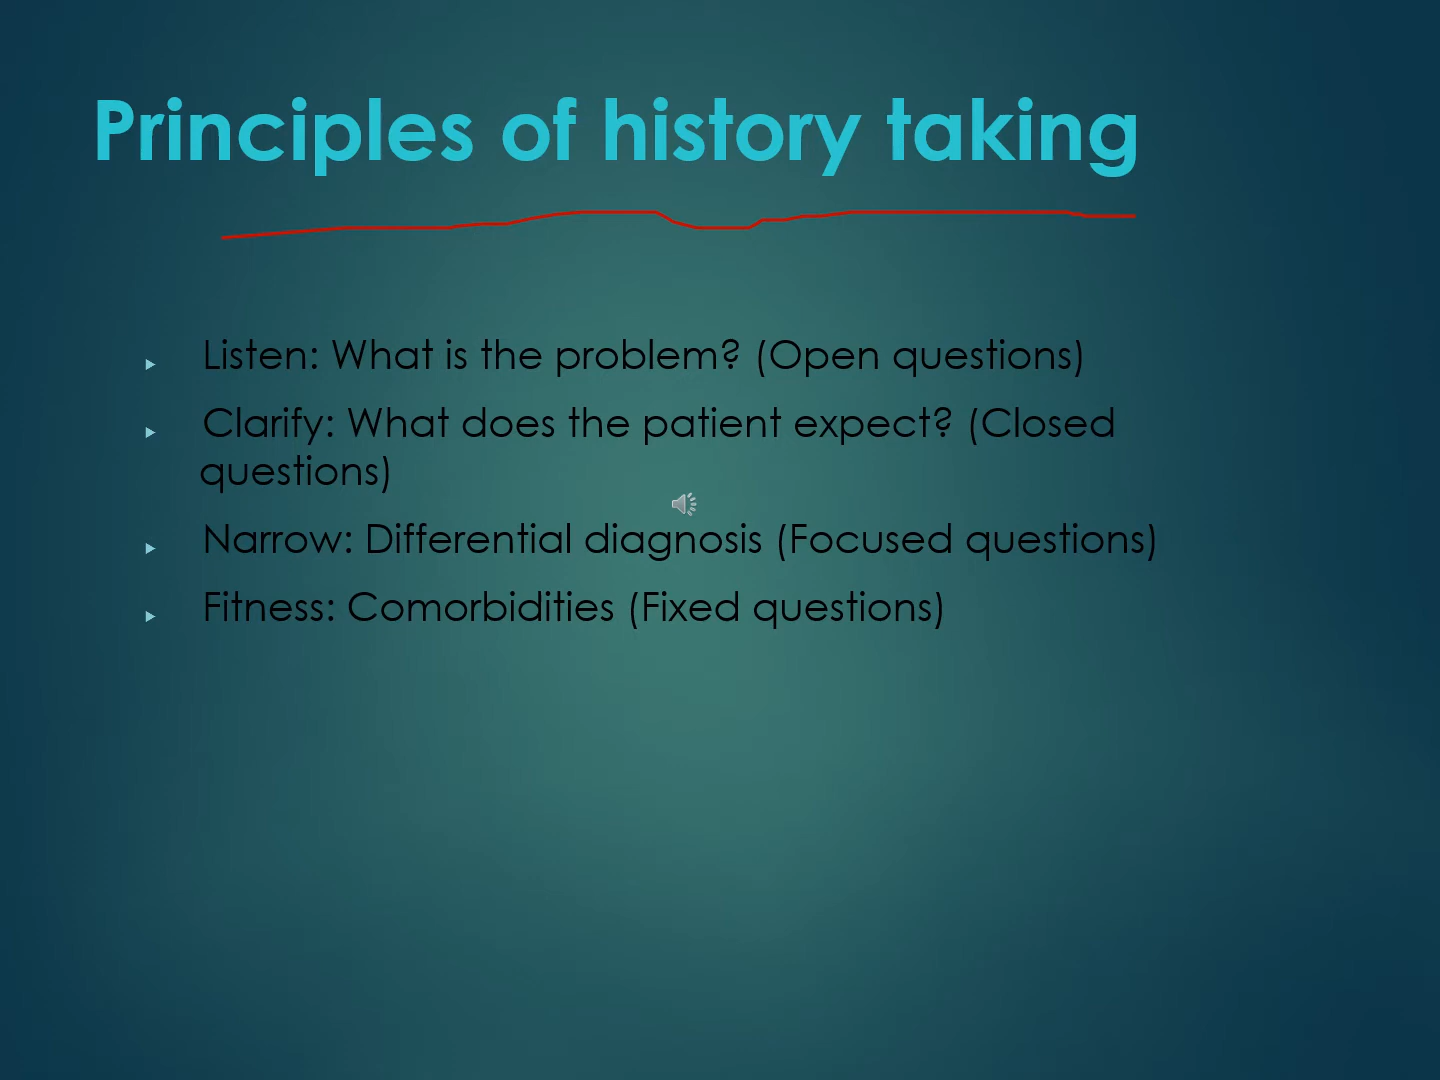 Principles of history taking
Listen: What is the problem? (Open questions)
Clarify: What does the patient expect? (Closed
questions)
Narrow: Differential diagnosis (Focused questions)
Fitness: Comorbidities (Fixed questions)